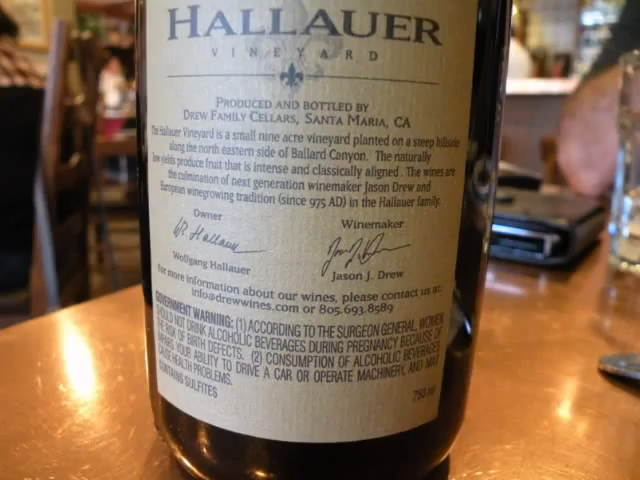 HALLAUER
VINEYARD
PRODUCED AND BOTTLED BY
DREW FAMILY CELLARS, SANTA MARIA, CA
The Hallauer Vineyard is a small nine acre vineyard planted on a steep hillside
along the north eastern side of Ballard Canyon. The naturally
low yields produce fruit that is intense and classically aligned. The wines are
the culmination of next generation winemaker Jason Drew and
European winegrowing tradition (since 975 AD) in the Hallauer family.
Owner Winemaker
Wolfgang Hallauer Jason J. Drew
for more information about our wines, please contact us at:
info@drewwines.com or 805.693.8589
GOVERNMENT WARNING: (1) ACCORDING TO THE SURGEON GENERAL, WOMEN
SHOULD NOT DRINK ALCOHOLIC BEVERAGES DURING PREGNANCY BECAUSE OF
THE RISK OF BIRTH DEFECTS. (2) CONSUMPTION OF ALCOHOLIC BEVERAGES
IMPAIRS YOUR ABILITY TO DRIVE A CAR OR OPERATE MACHINERY, AND MAY
CAUSE HEALTH PROBLEMS.
CONTAINS SULFITES 750 ml